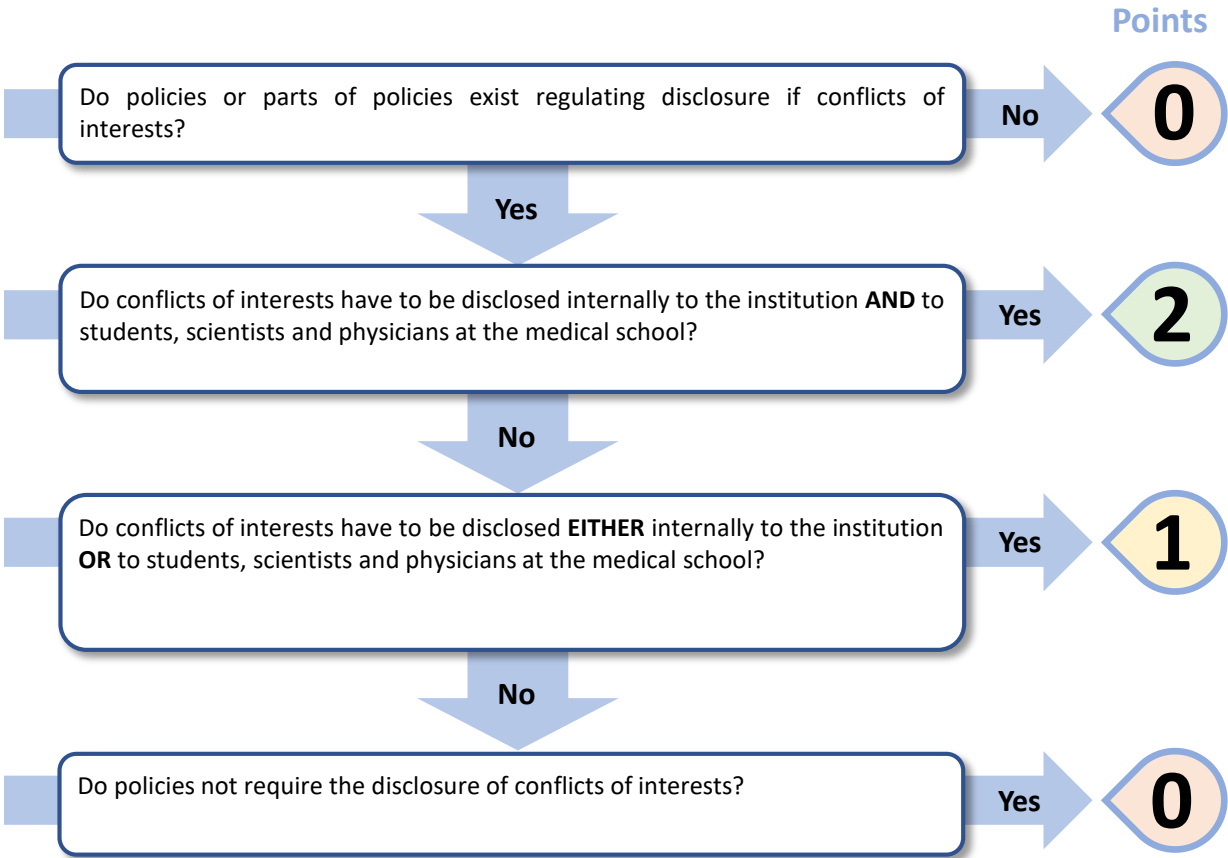 Points
Do policies or parts of policies exist regulating disclosure if conflicts of
interests?
No
0
Yes
Do conflicts of interests have to be disclosed internally to the institution AND to
students, scientists and physicians at the medical school?
Yes
2
No
Do conflicts of interests have to be disclosed EITHER internally to the institution
OR to students, scientists and physicians at the medical school?
Yes
1
No
Do policies not require the disclosure of conflicts of interests?
Yes
0